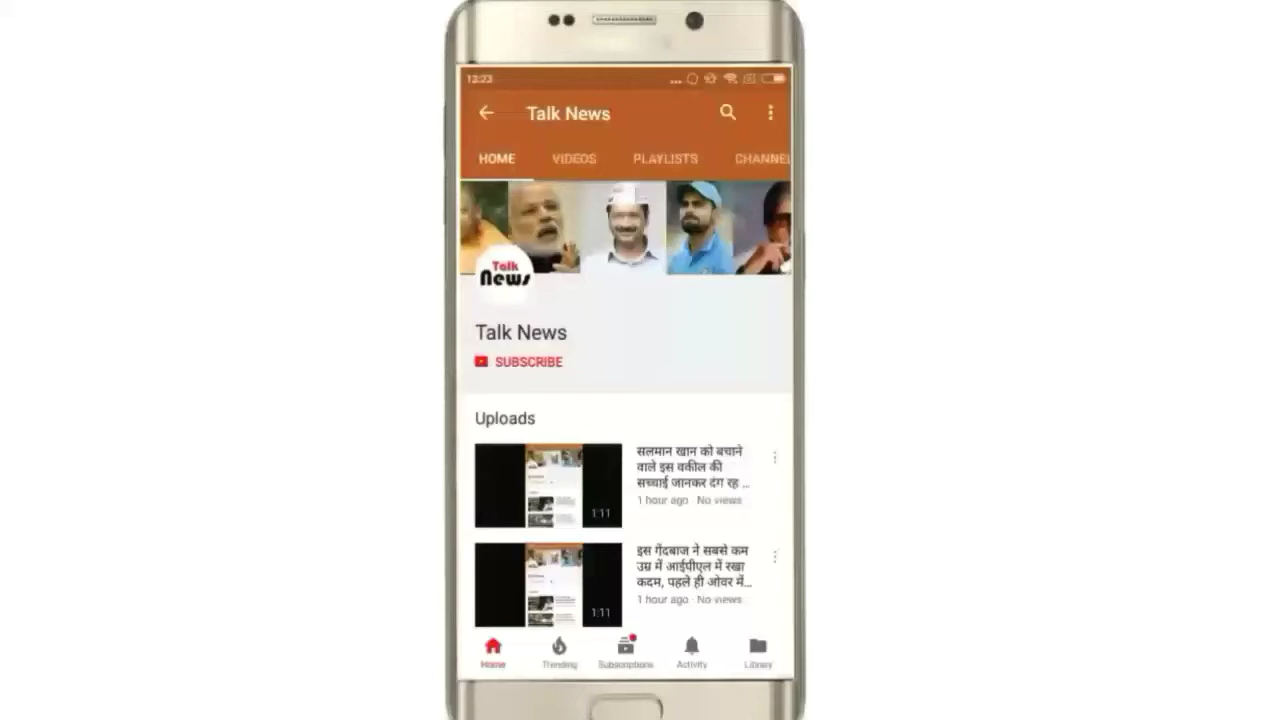 12:23
Talk News
HOME VIDEOS PLAYLISTS CHANNEL
Talk
News
Talk News
SUBSCRIBE
Uploads
सलमान खान को बचाने
वाले इस वकील की
सच्चाई जानकर दंग रह ...
1 hour ago · No views
1:11
इस गेंदबाज ने सबसे कम
उम्र में आईपीएल में रखा
कदम, पहले ही ओवर में...
1 hour ago · No views
1:11
Home Trending Subscriptions Activity Library